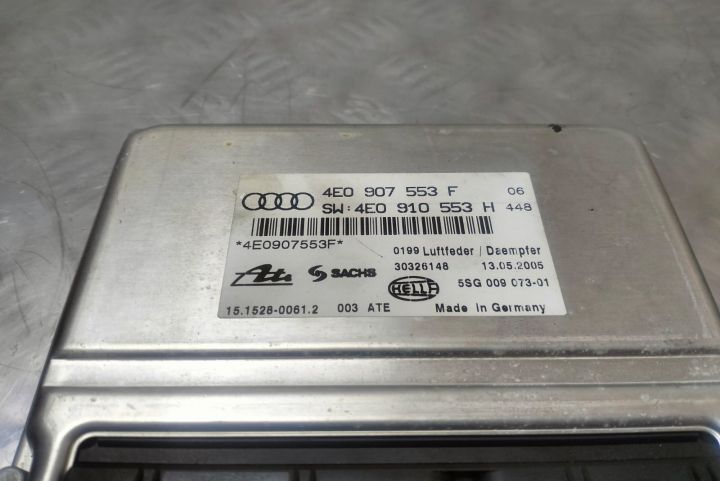 4E0 907 553 F 06
SW: 4E0 910 553 H 448
*4E0907553F* 0199 Luftfeder / Daempfer
30326148 13.05.2005
Ate SACHS HELLA 5SG 009 073-01
15.1528-0061.2 003 ATE Made in Germany